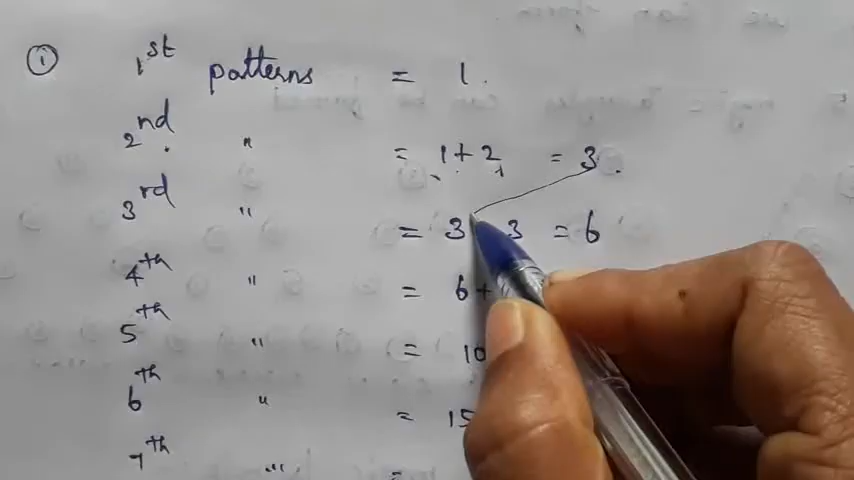 ① 1st patterns = 1.
2nd " = 1+2 = 3.
3rd " = 3 3 = 6
4th " = 6+
5th " = 10
6th " = 15
7th " =